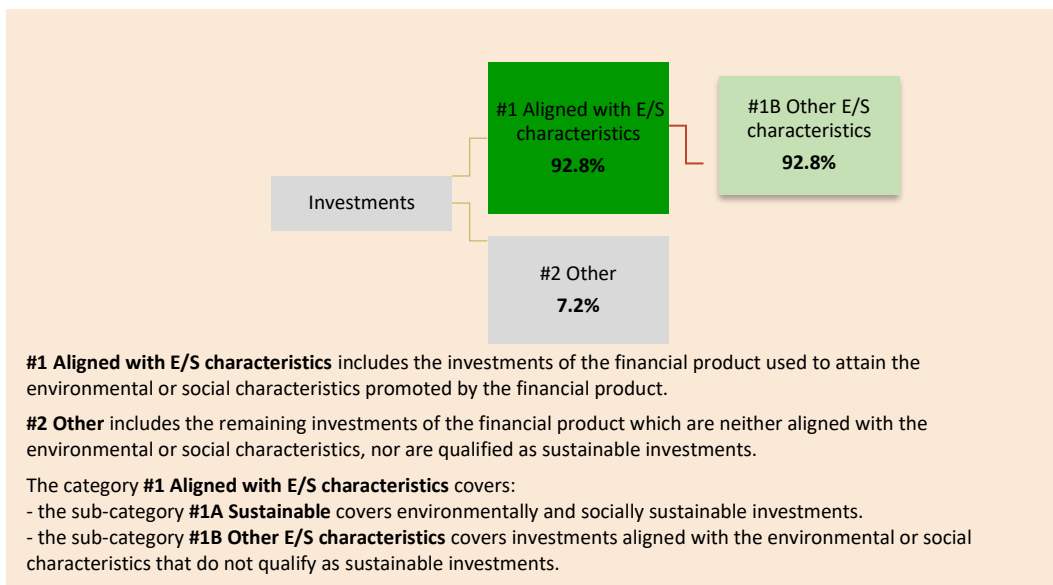 #1 Aligned with E/S
characteristics
92.8%
#1B Other E/S
characteristics
92.8%
Investments
#2 Other
7.2%
#1 Aligned with E/S characteristics includes the investments of the financial product used to attain the
environmental or social characteristics promoted by the financial product.
#2 Other includes the remaining investments of the financial product which are neither aligned with the
environmental or social characteristics, nor are qualified as sustainable investments.
The category #1 Aligned with E/S characteristics covers:
- the sub-category #1A Sustainable covers environmentally and socially sustainable investments.
- the sub-category #1B Other E/S characteristics covers investments aligned with the environmental or social
characteristics that do not qualify as sustainable investments.